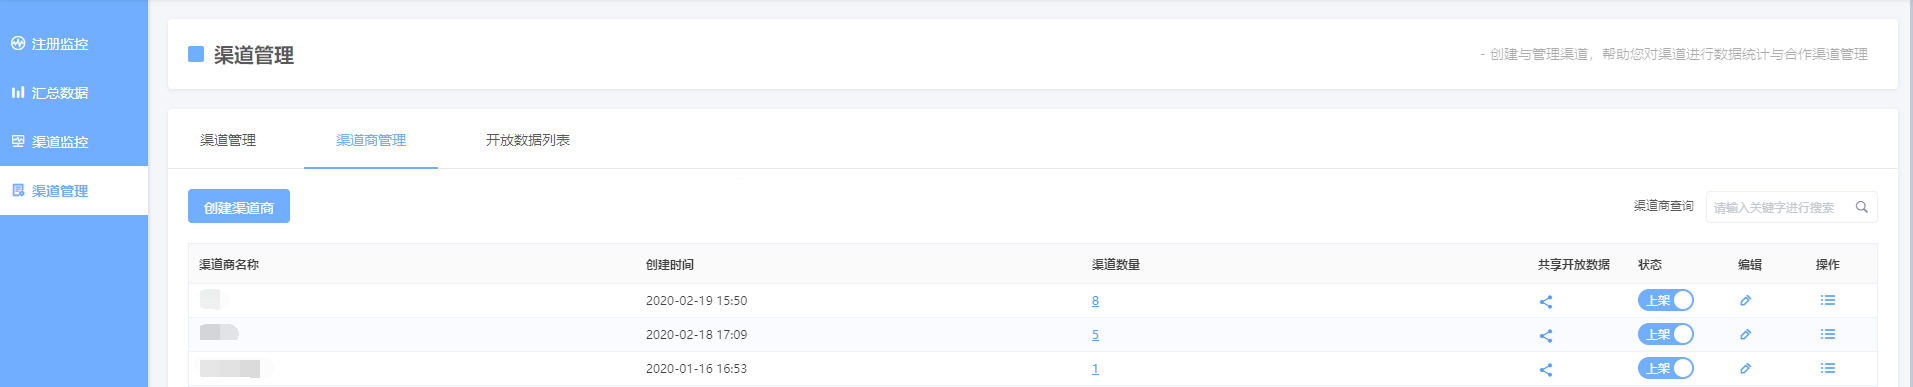 注册监控
汇总数据
渠道监控
渠道管理
渠道管理
- 创建与管理渠道，帮助您对渠道进行数据统计与合作渠道管理
渠道管理 渠道商管理 开放数据列表
创建渠道商
渠道商查询 请输入关键字进行搜索
渠道商名称 创建时间 渠道数量 共享开放数据 状态 编辑 操作
2020-02-19 15:50 8 上架
2020-02-18 17:09 5 上架
2020-01-16 16:53 1 上架